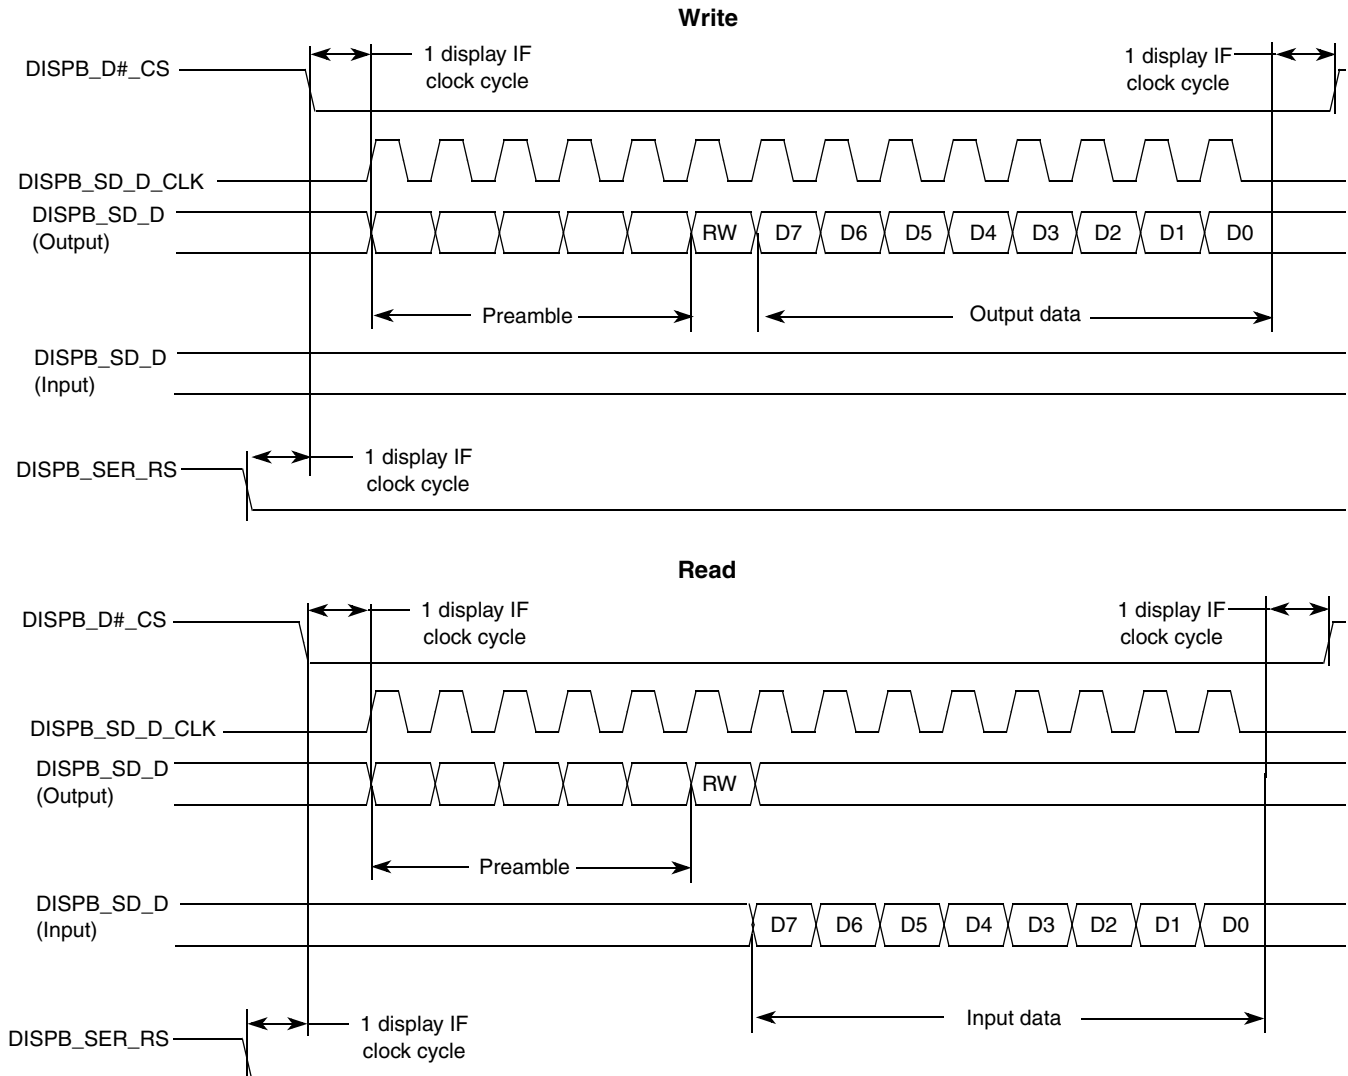 Write
1 display IF
clock cycle
1 display IF
clock cycle
DISPB_D#_CS
DISPB_SD_D_CLK
DISPB_SD_D
(Output)
RW D7 D6 D5 D4 D3 D2 D1 D0
Preamble
Output data
DISPB_SD_D
(Input)
DISPB_SER_RS
1 display IF
clock cycle
Read
1 display IF
clock cycle
1 display IF
clock cycle
DISPB_D#_CS
DISPB_SD_D_CLK
DISPB_SD_D
(Output)
RW
Preamble
DISPB_SD_D
(Input)
D7 D6 D5 D4 D3 D2 D1 D0
Input data
DISPB_SER_RS
1 display IF
clock cycle